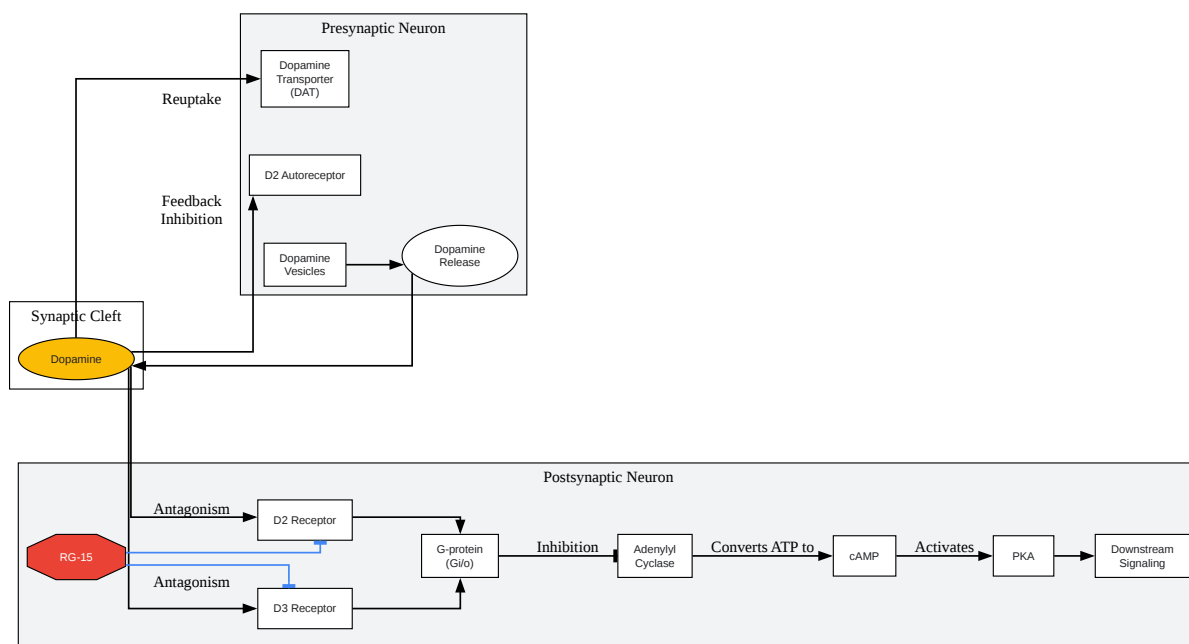 Presynaptic Neuron
Dopamine
Transporter
(DAT)
Reuptake
D2 Autoreceptor
Feedback
Inhibition
Dopamine
Vesicles
Dopamine
Release
Synaptic Cleft
Dopamine
Postsynaptic Neuron
Antagonism
D2 Receptor
RG-15
G-protein
(Gi/o)
Inhibition
Adenylyl
Cyclase
Converts ATP to
cAMP
Activates
PKA
Downstream
Signaling
Antagonism
D3 Receptor